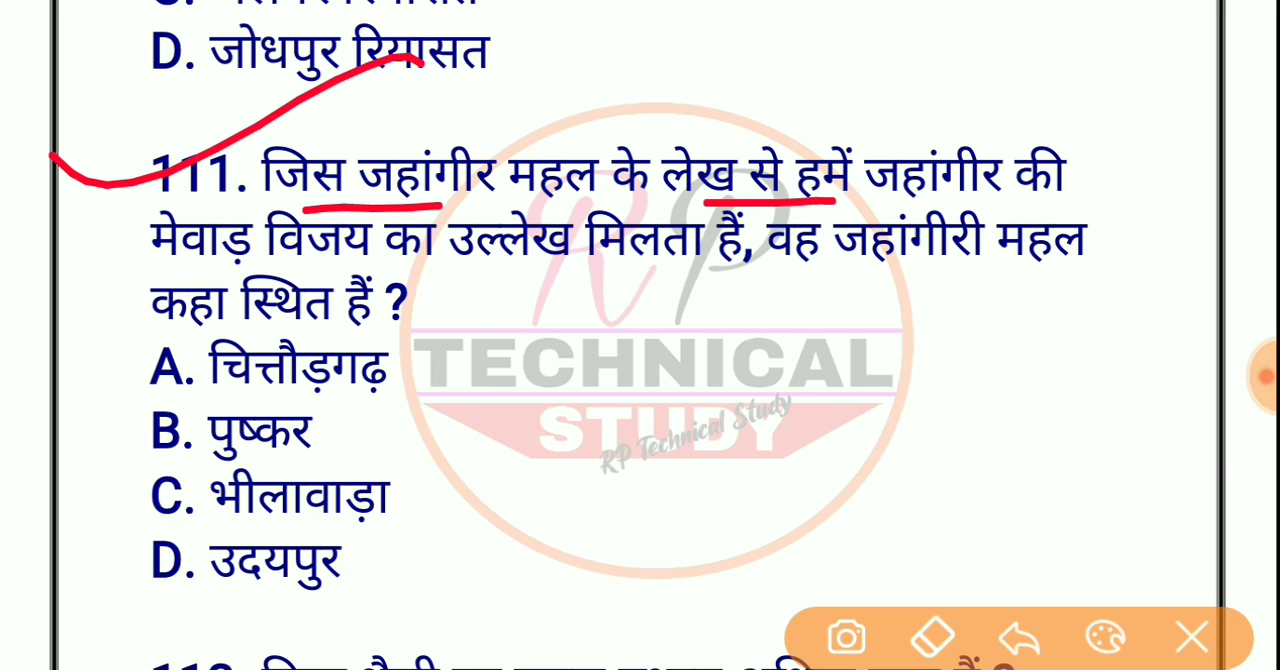 D. जोधपुर रियासत
111. जिस जहांगीर महल के लेख से हमें जहांगीर की
मेवाड़ विजय का उल्लेख मिलता हैं, वह जहांगीरी महल
कहा स्थित हैं ?
A. चित्तौड़गढ़
B. पुष्कर
C. भीलावाड़ा
D. उदयपुर
RP
TECHNICAL
STUDY
RP Technical Study